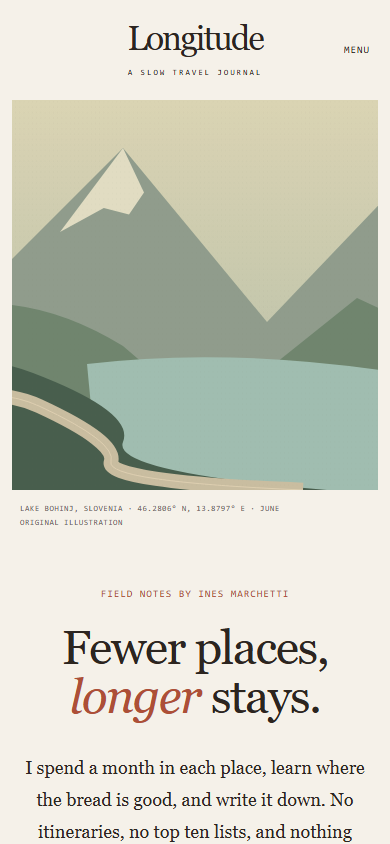 Longitude
A SLOW TRAVEL JOURNAL
MENU
LAKE BOHINJ, SLOVENIA · 46.2806° N, 13.8797° E · JUNE
ORIGINAL ILLUSTRATION
FIELD NOTES BY INES MARCHETTI
Fewer places,
longer stays.
I spend a month in each place, learn where
the bread is good, and write it down. No
itineraries, no top ten lists, and nothing